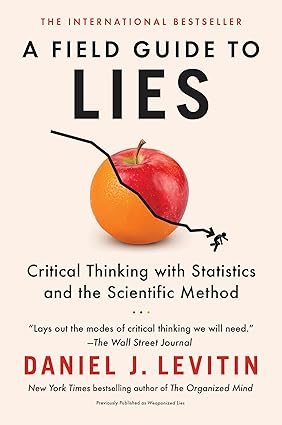 THE INTERNATIONAL BESTSELLER
A FIELD GUIDE TO
LIES
Critical Thinking with Statistics
and the Scientific Method
"Lays out the modes of critical thinking we will need."
—The Wall Street Journal
DANIEL J. LEVITIN
New York Times bestselling author of The Organized Mind
Previously Published as Weaponized Lies